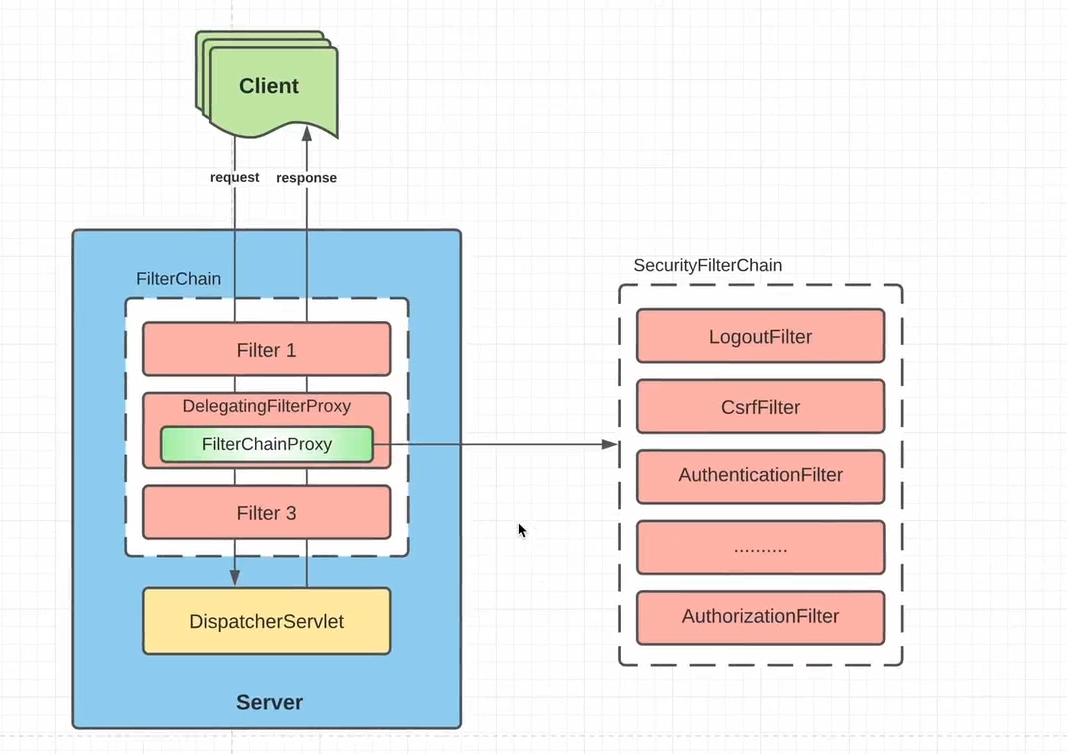 Client
request
response
FilterChain
Filter 1
DelegatingFilterProxy
FilterChainProxy
Filter 3
DispatcherServlet
Server
SecurityFilterChain
LogoutFilter
CsrfFilter
AuthenticationFilter
..........
AuthorizationFilter